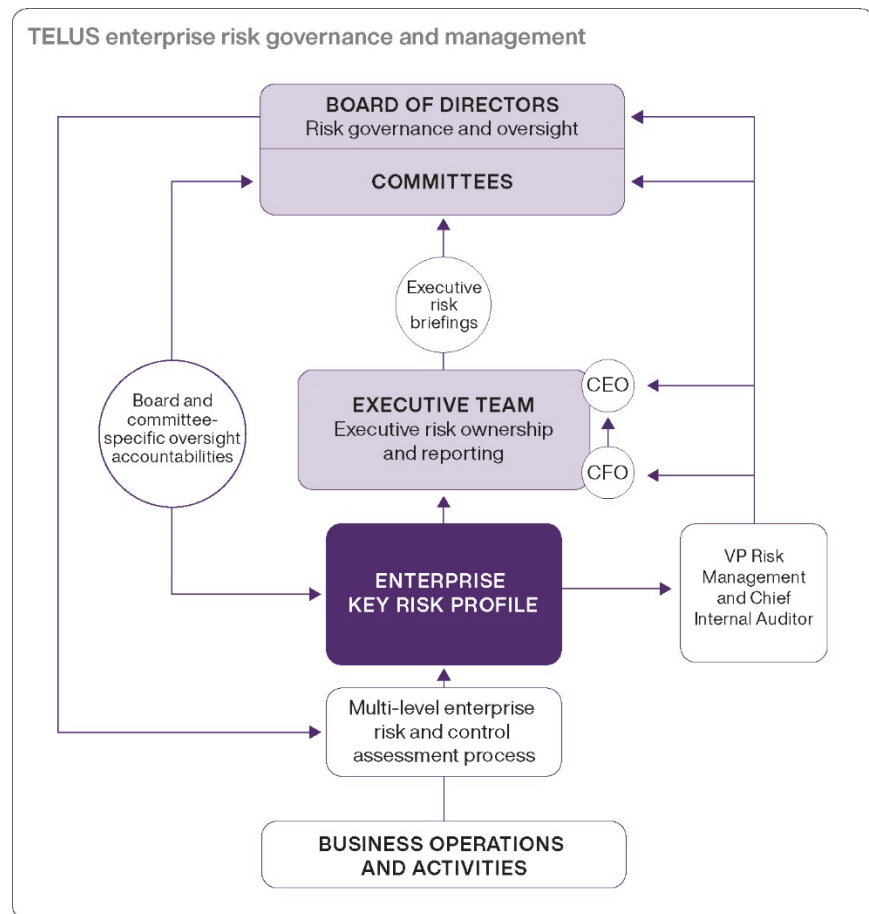 TELUS enterprise risk governance and management
BOARD OF DIRECTORS
Risk governance and oversight
COMMITTEES
Executive
risk
briefings
CEO
EXECUTIVE TEAM
Executive risk ownership
and reporting
CFO
Board and
committee-
specific oversight
accountabilities
ENTERPRISE
KEY RISK PROFILE
VP Risk
Management
and Chief
Internal Auditor
Multi-level enterprise
risk and control
assessment process
BUSINESS OPERATIONS
AND ACTIVITIES